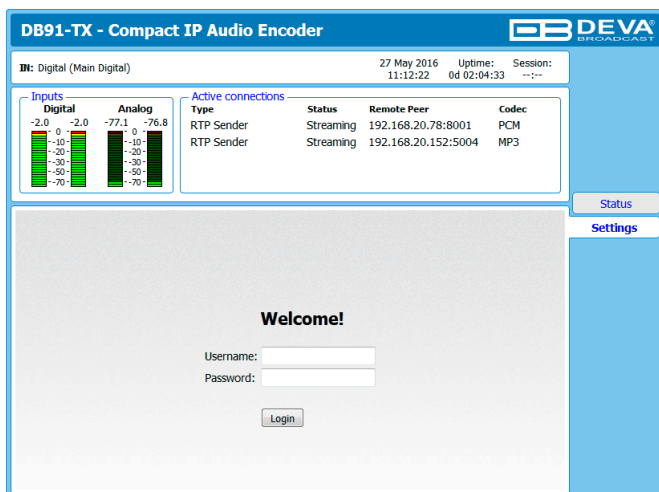 DB91-TX - Compact IP Audio Encoder
DEVA
BROADCAST
IN: Digital (Main Digital)
27 May 2016 Uptime: Session:
11:12:22 0d 02:04:33 --:--
Inputs
Digital Analog
-2.0 -2.0 -77.1 -76.8
- 0 - - 0 -
-10- -10-
-20- -20-
-30- -30-
-50- -50-
-70- -70-
Active connections
Type Status Remote Peer Codec
RTP Sender Streaming 192.168.20.78:8001 PCM
RTP Sender Streaming 192.168.20.152:5004 MP3
Status
Settings
Welcome!
Username:
Password:
Login